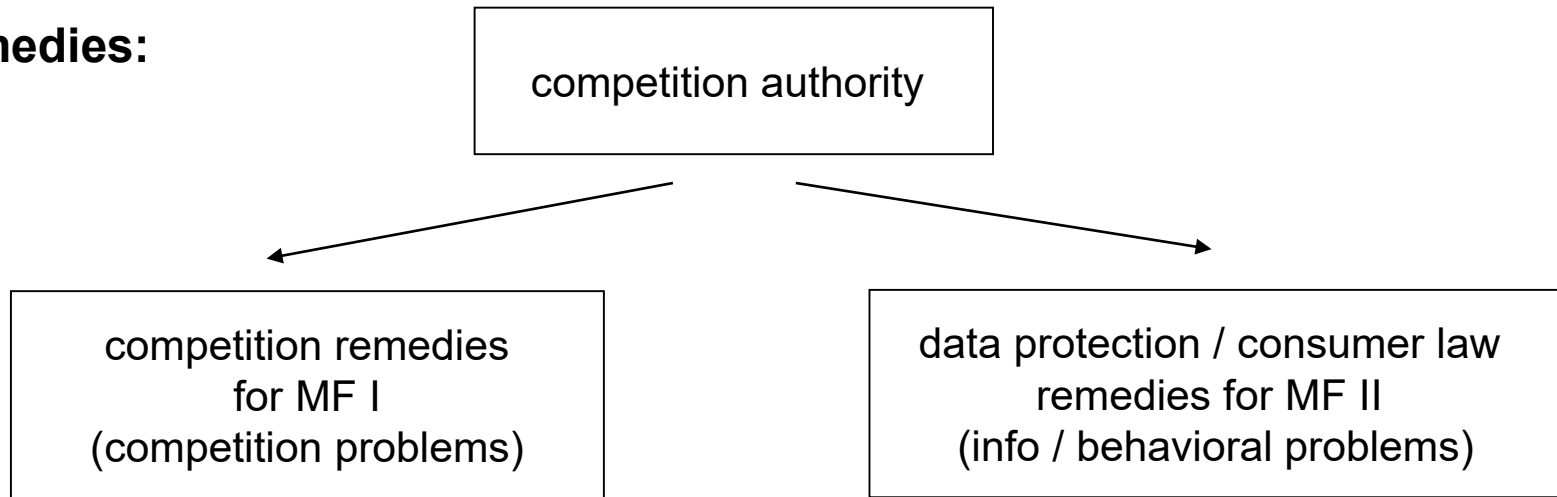 medies:
competition authority
competition remedies
for MF I
(competition problems)
data protection / consumer law
remedies for MF II
(info / behavioral problems)